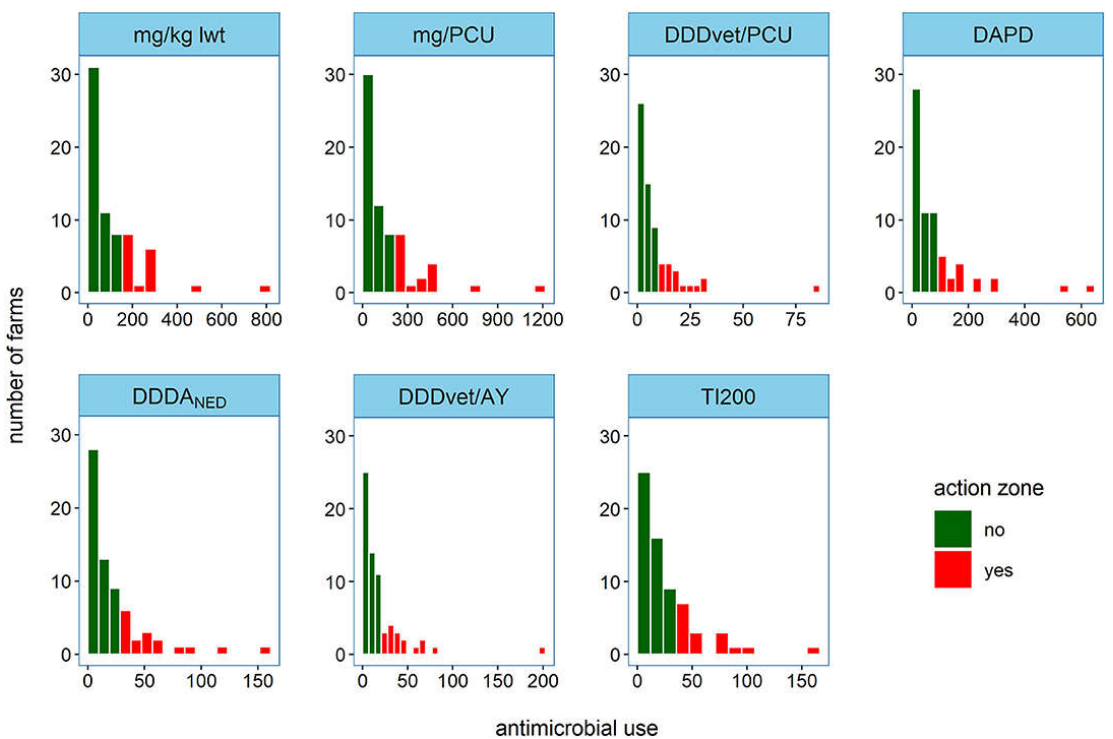 mg/kg lwt
mg/PCU
DDDvet/PCU
DAPD
30
20
10
0
0 200 400 600 800
30
20
10
0
0 300 600 900 1200
30
20
10
0
0 25 50 75
30
20
10
0
0 200 400 600
number of farms
DDDA_NED
DDDvet/AY
TI200
30
20
10
0
0 50 100 150
30
20
10
0
0 50 100 150 200
30
20
10
0
0 50 100 150
action zone
no
yes
antimicrobial use